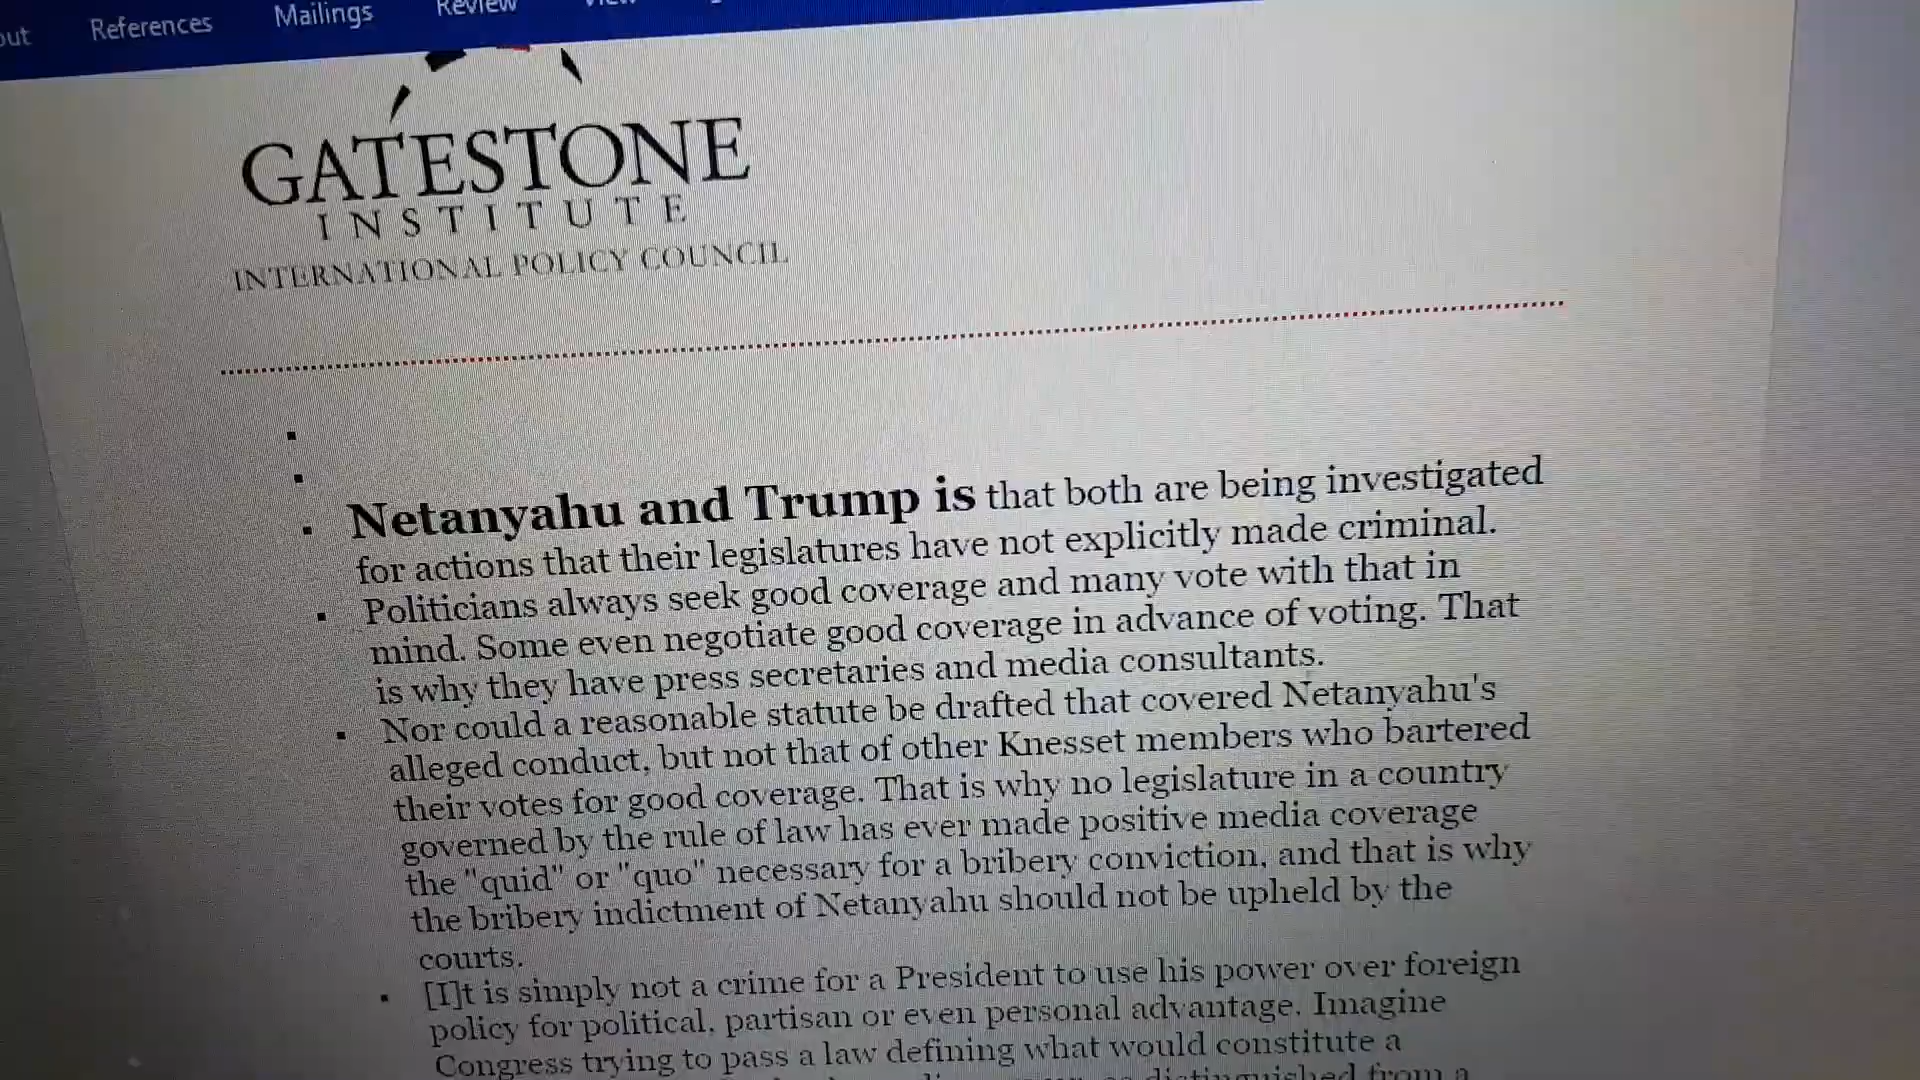 References Mailings Review
GATESTONE
INSTITUTE
INTERNATIONAL POLICY COUNCIL
Netanyahu and Trump is that both are being investigated
for actions that their legislatures have not explicitly made criminal.
Politicians always seek good coverage and many vote with that in
mind. Some even negotiate good coverage in advance of voting. That
is why they have press secretaries and media consultants.
Nor could a reasonable statute be drafted that covered Netanyahu's
alleged conduct, but not that of other Knesset members who bartered
their votes for good coverage. That is why no legislature in a country
governed by the rule of law has ever made positive media coverage
the "quid" or "quo" necessary for a bribery conviction, and that is why
the bribery indictment of Netanyahu should not be upheld by the
courts.
[I]t is simply not a crime for a President to use his power over foreign
policy for political, partisan or even personal advantage. Imagine
Congress trying to pass a law defining what would constitute a
distinguished from a